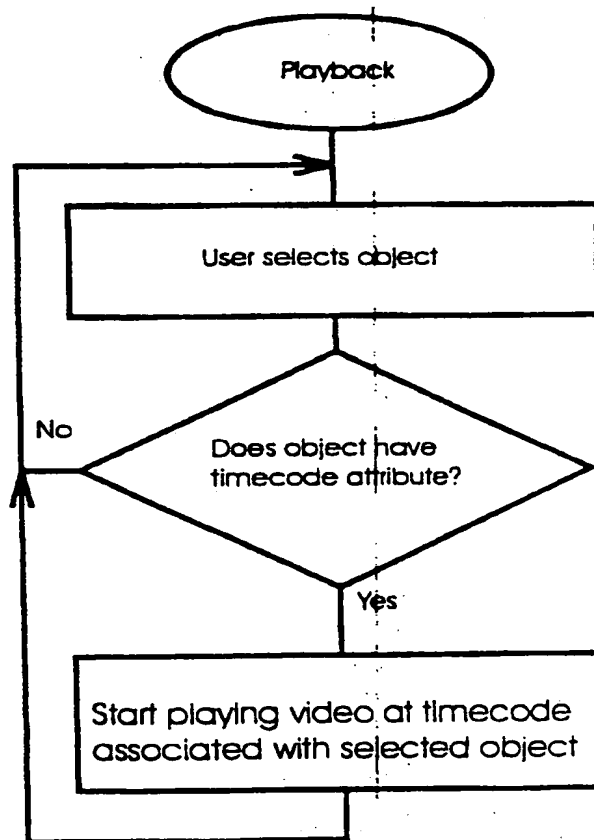 Playback
User selects object
No
Does object have
timecode attribute?
Yes
Start playing video at timecode
associated with selected object